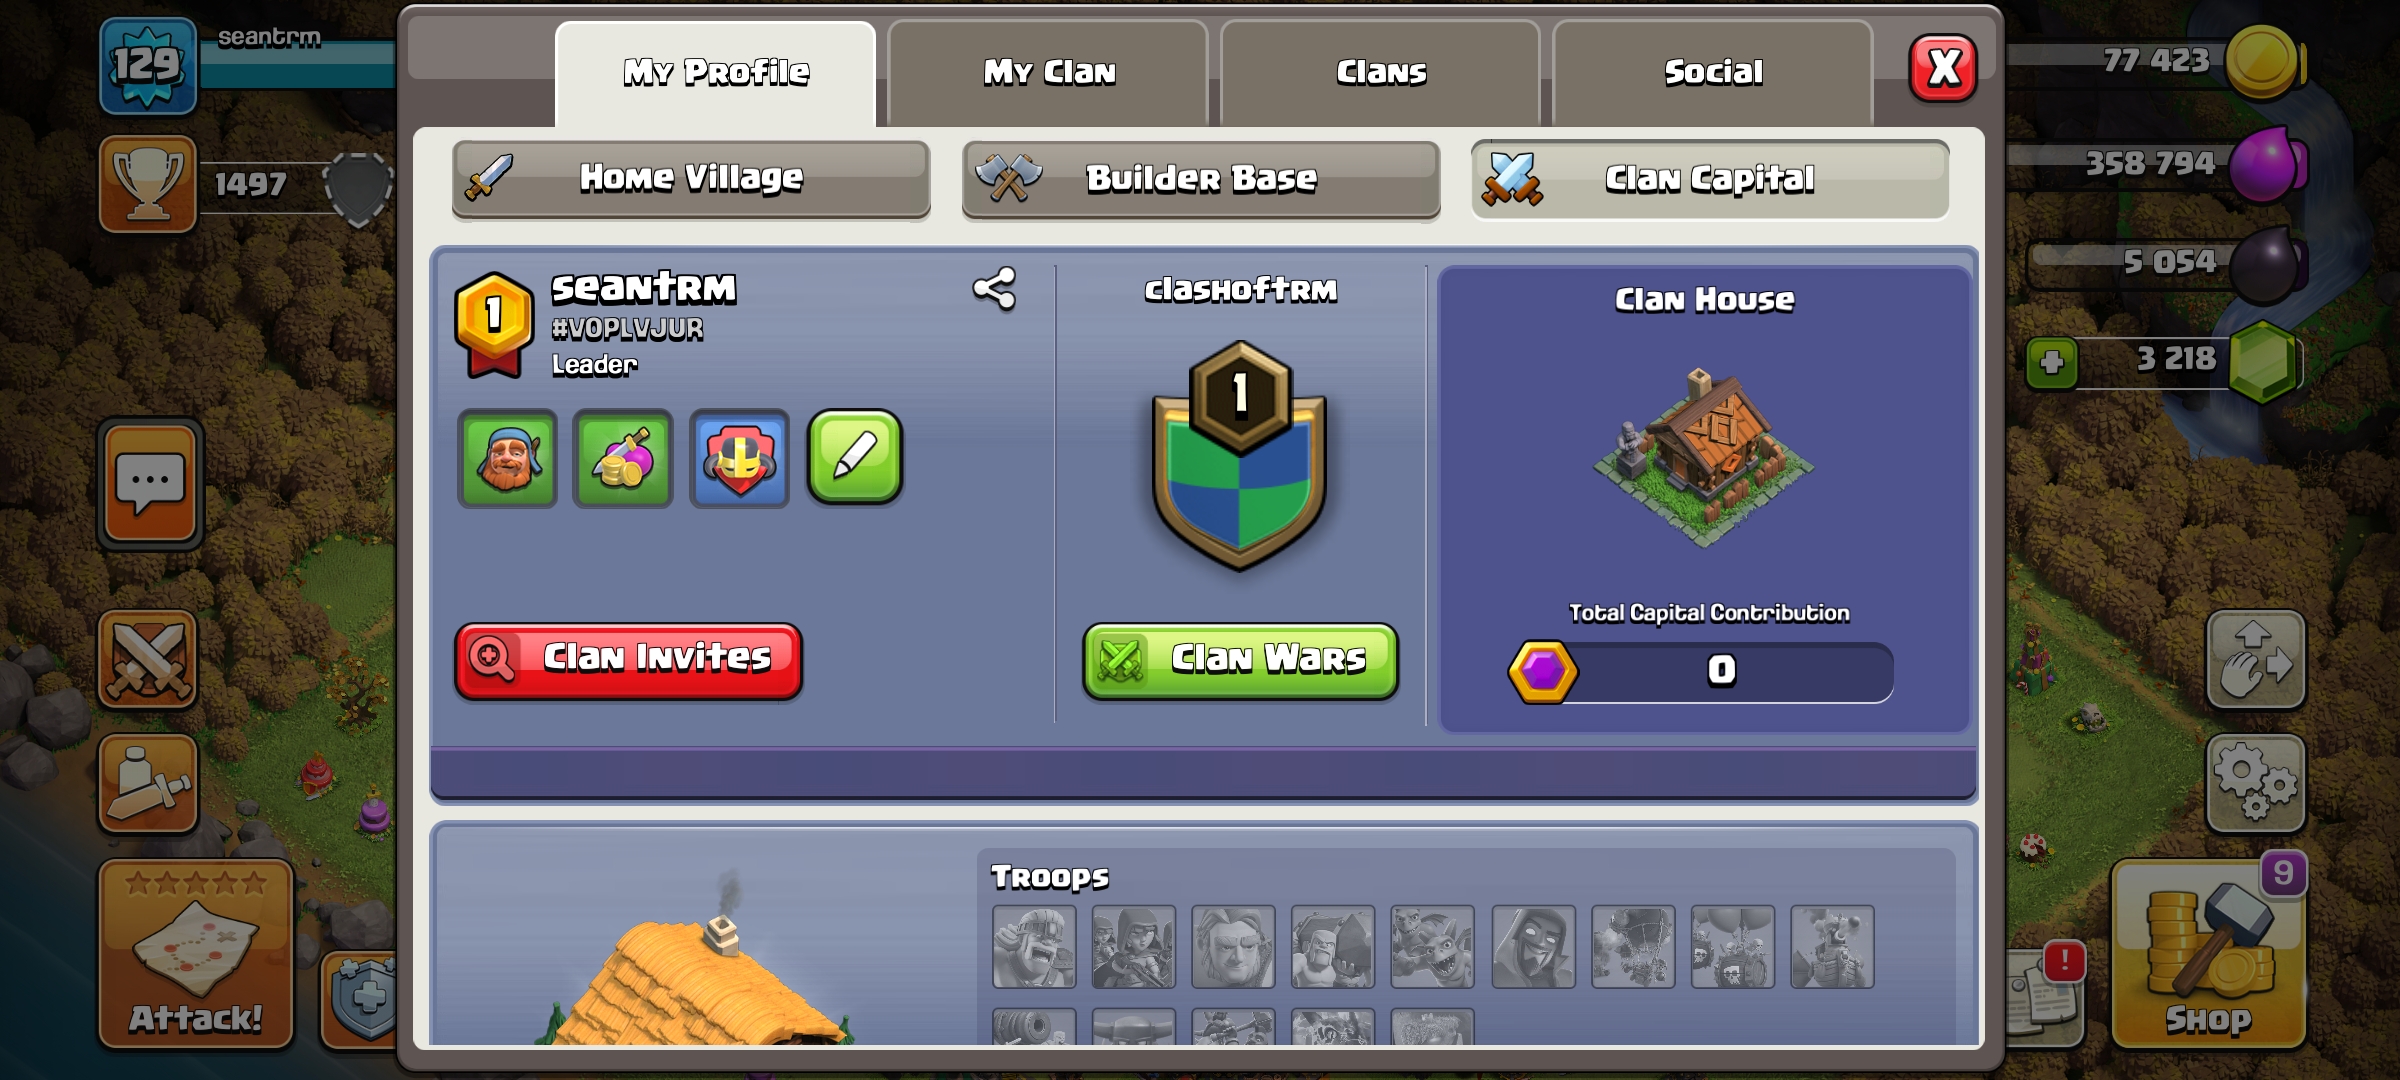 129
seantrm
1497
My Profile
My Clan
Clans
Social
X
77 423
358 794
5 054
3 218
Home Village
Builder Base
Clan Capital
1
seantrm
#V0PLVJUR
Leader
clashoftrm
1
Clan House
Clan Invites
Clan Wars
Total Capital Contribution
0
Troops
Attack!
!
9
Shop